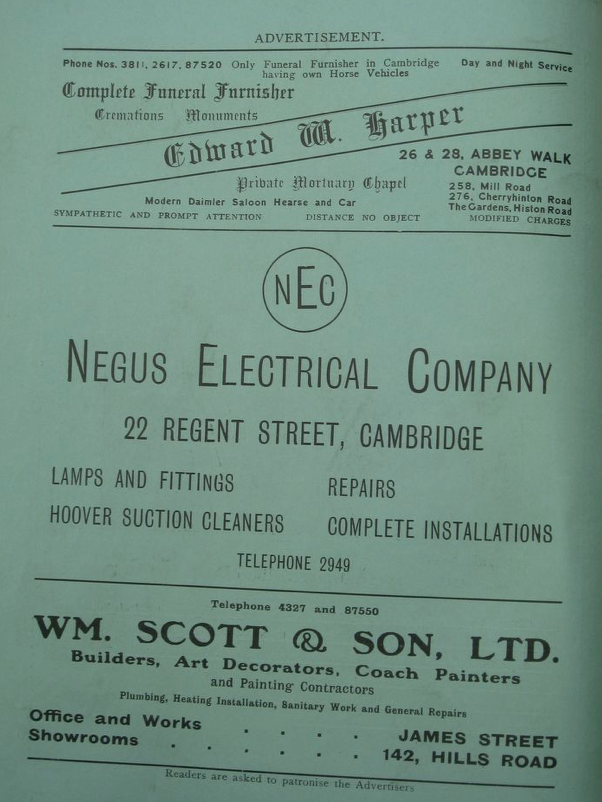 ADVERTISEMENT.
Phone Nos. 3811, 2617, 87520 Only Funeral Furnisher in Cambridge having own Horse Vehicles Day and Night Service
Complete Funeral Furnisher
Cremations Monuments
Edward W. Harper
26 & 28, ABBEY WALK
CAMBRIDGE
Private Mortuary Chapel
258, Mill Road
Modern Daimler Saloon Hearse and Car
276, Cherryhinton Road
The Gardens, Histon Road
SYMPATHETIC AND PROMPT ATTENTION DISTANCE NO OBJECT MODIFIED CHARGES
NEC
NEGUS ELECTRICAL COMPANY
22 REGENT STREET, CAMBRIDGE
LAMPS AND FITTINGS REPAIRS
HOOVER SUCTION CLEANERS COMPLETE INSTALLATIONS
TELEPHONE 2949
Telephone 4327 and 87550
WM. SCOTT & SON, LTD.
Builders, Art Decorators, Coach Painters
and Painting Contractors
Plumbing, Heating Installation, Sanitary Work and General Repairs
Office and Works . . . . JAMES STREET
Showrooms . . . . . . 142, HILLS ROAD
Readers are asked to patronise the Advertisers